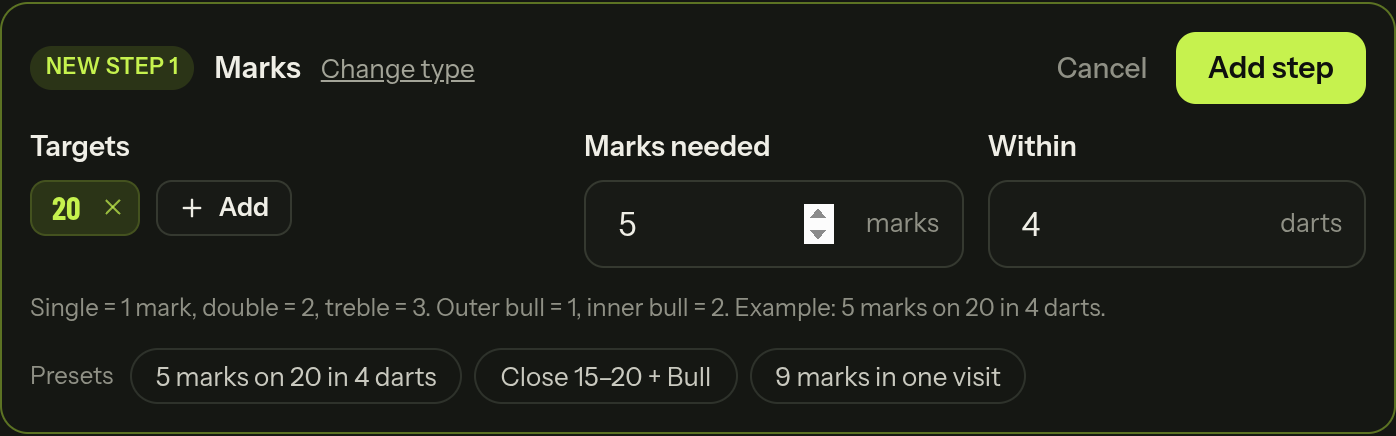 NEW STEP 1 Marks Change type Cancel Add step
Targets Marks needed Within
20 × + Add 5 marks 4 darts
Single = 1 mark, double = 2, treble = 3. Outer bull = 1, inner bull = 2. Example: 5 marks on 20 in 4 darts.
Presets 5 marks on 20 in 4 darts Close 15–20 + Bull 9 marks in one visit